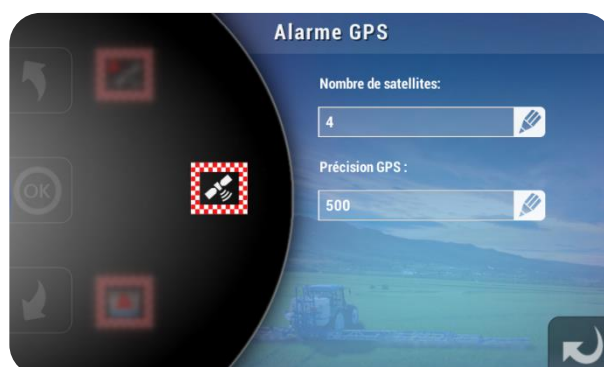 Alarme GPS
Nombre de satellites:
4
Précision GPS :
500
OK